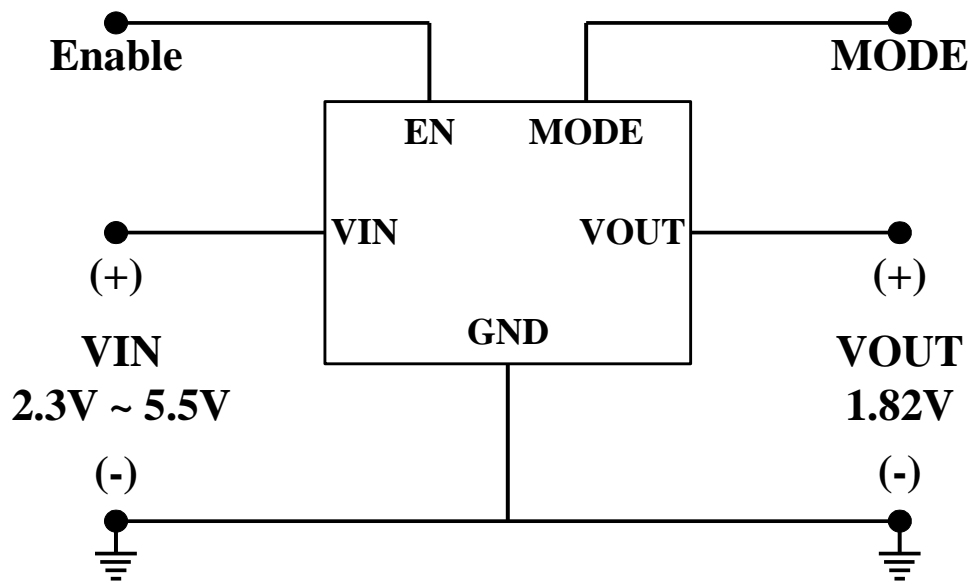 Enable
MODE
EN
MODE
VIN
VOUT
(+)
(+)
GND
VIN
VOUT
2.3V ~ 5.5V
1.82V
(-)
(-)